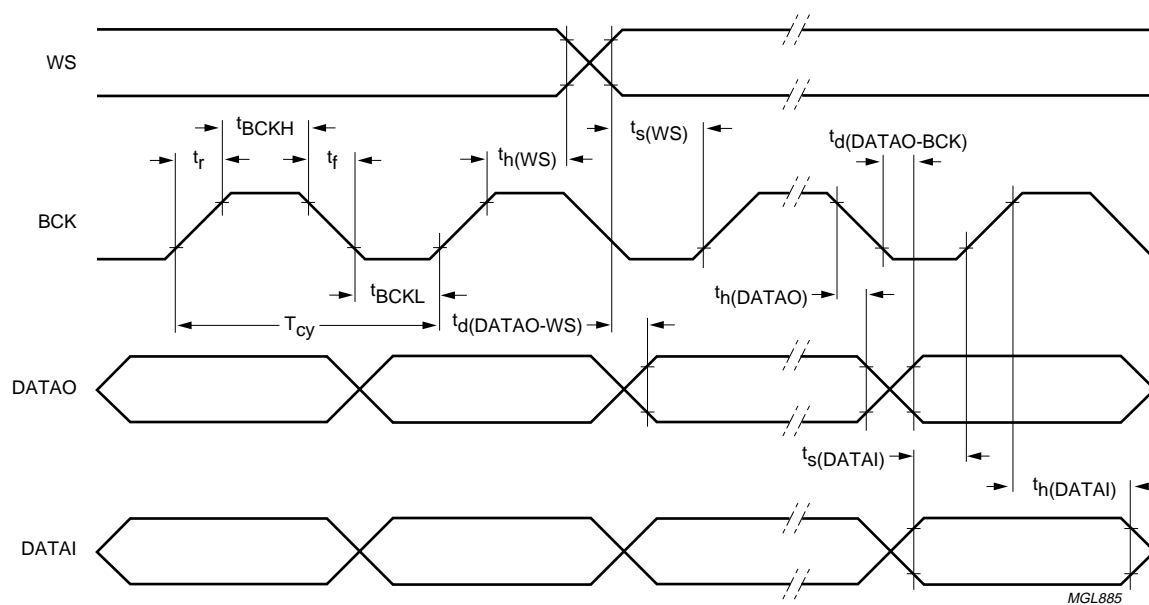 WS
tBCKH
ts(WS)
td(DATAO-BCK)
tr
tf
th(WS)
BCK
tBCKL
th(DATAO)
Tcy
td(DATAO-WS)
DATAO
ts(DATAI)
th(DATAI)
DATAI
MGL885